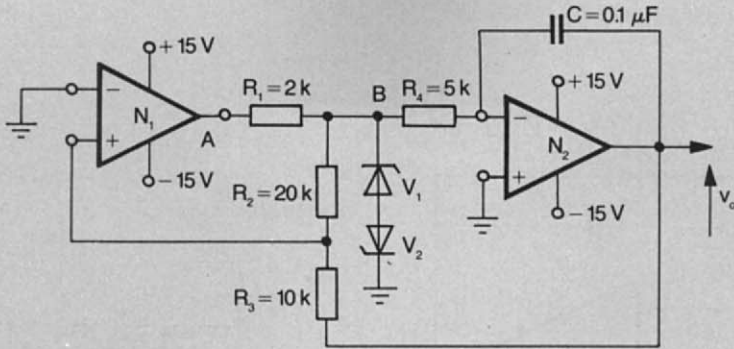 C = 0.1 µF
+ 15 V
+ 15 V
R₁ = 2 k
B
R₄ = 5 k
−
N₁
+
A
−
N₂
+
− 15 V
R₂ = 20 k
V₁
− 15 V
V₂
R₃ = 10 k